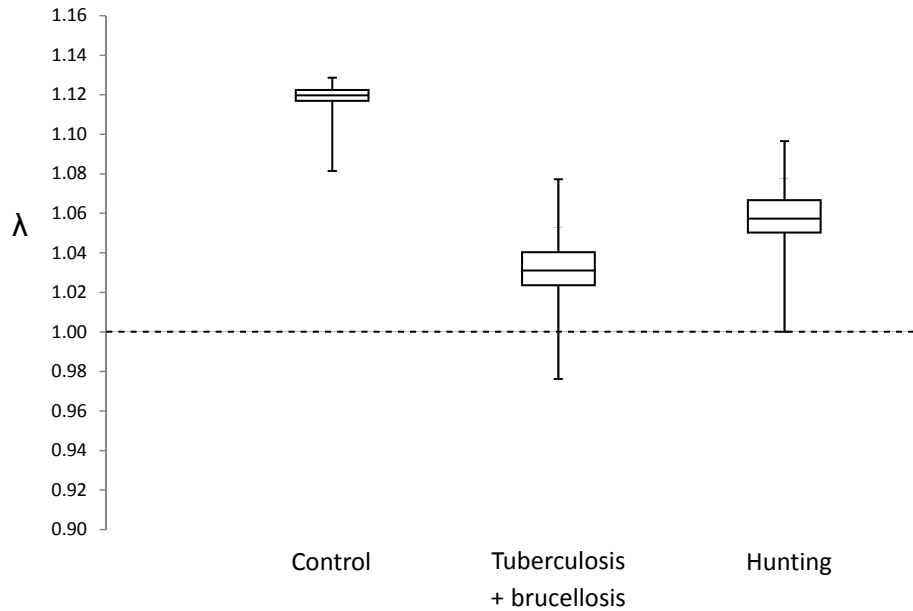 1.16
1.14
1.12
1.10
1.08
1.06
λ
1.04
1.02
1.00
0.98
0.96
0.94
0.92
0.90
Control
Tuberculosis
+ brucellosis
Hunting